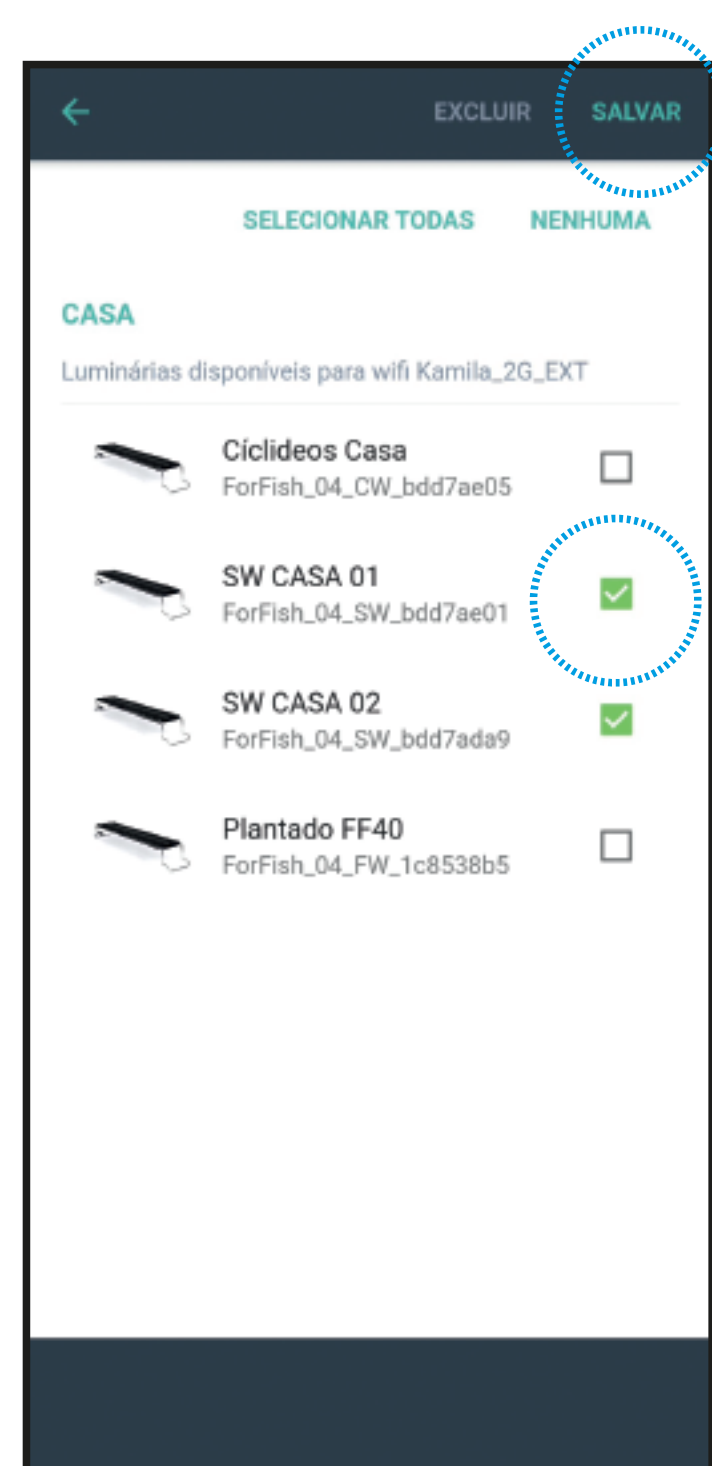 EXCLUIR SALVAR
SELECIONAR TODAS NENHUMA
CASA
Luminárias disponíveis para wifi Kamila_2G_EXT
Cíclideos Casa
ForFish_04_CW_bdd7ae05
SW CASA 01
ForFish_04_SW_bdd7ae01
SW CASA 02
ForFish_04_SW_bdd7ada9
Plantado FF40
ForFish_04_FW_1c8538b5